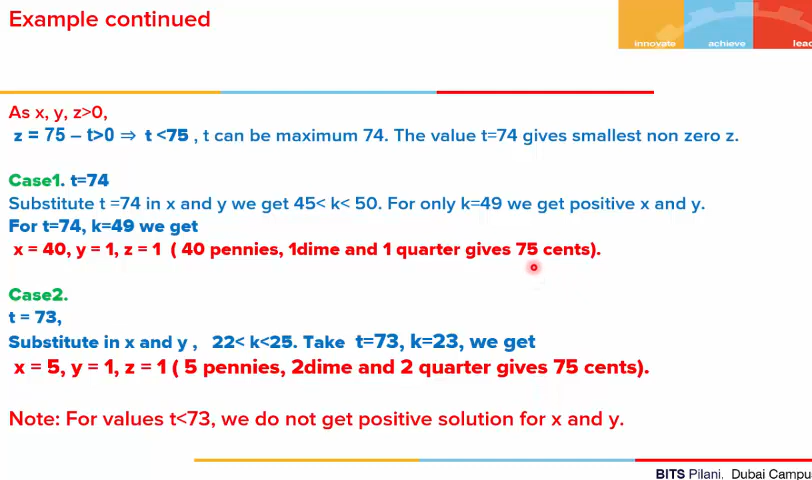 Example continued
innovate achieve lead
As x, y, z>0,
z = 75 – t>0 ⇒ t <75 , t can be maximum 74. The value t=74 gives smallest non zero z.
Case1. t=74
Substitute t =74 in x and y we get 45< k< 50. For only k=49 we get positive x and y.
For t=74, k=49 we get
x = 40, y = 1, z = 1 ( 40 pennies, 1dime and 1 quarter gives 75 cents).
Case2.
t = 73,
Substitute in x and y , 22< k<25. Take t=73, k=23, we get
x = 5, y = 1, z = 1 ( 5 pennies, 2dime and 2 quarter gives 75 cents).
Note: For values t<73, we do not get positive solution for x and y.
BITS Pilani, Dubai Campu